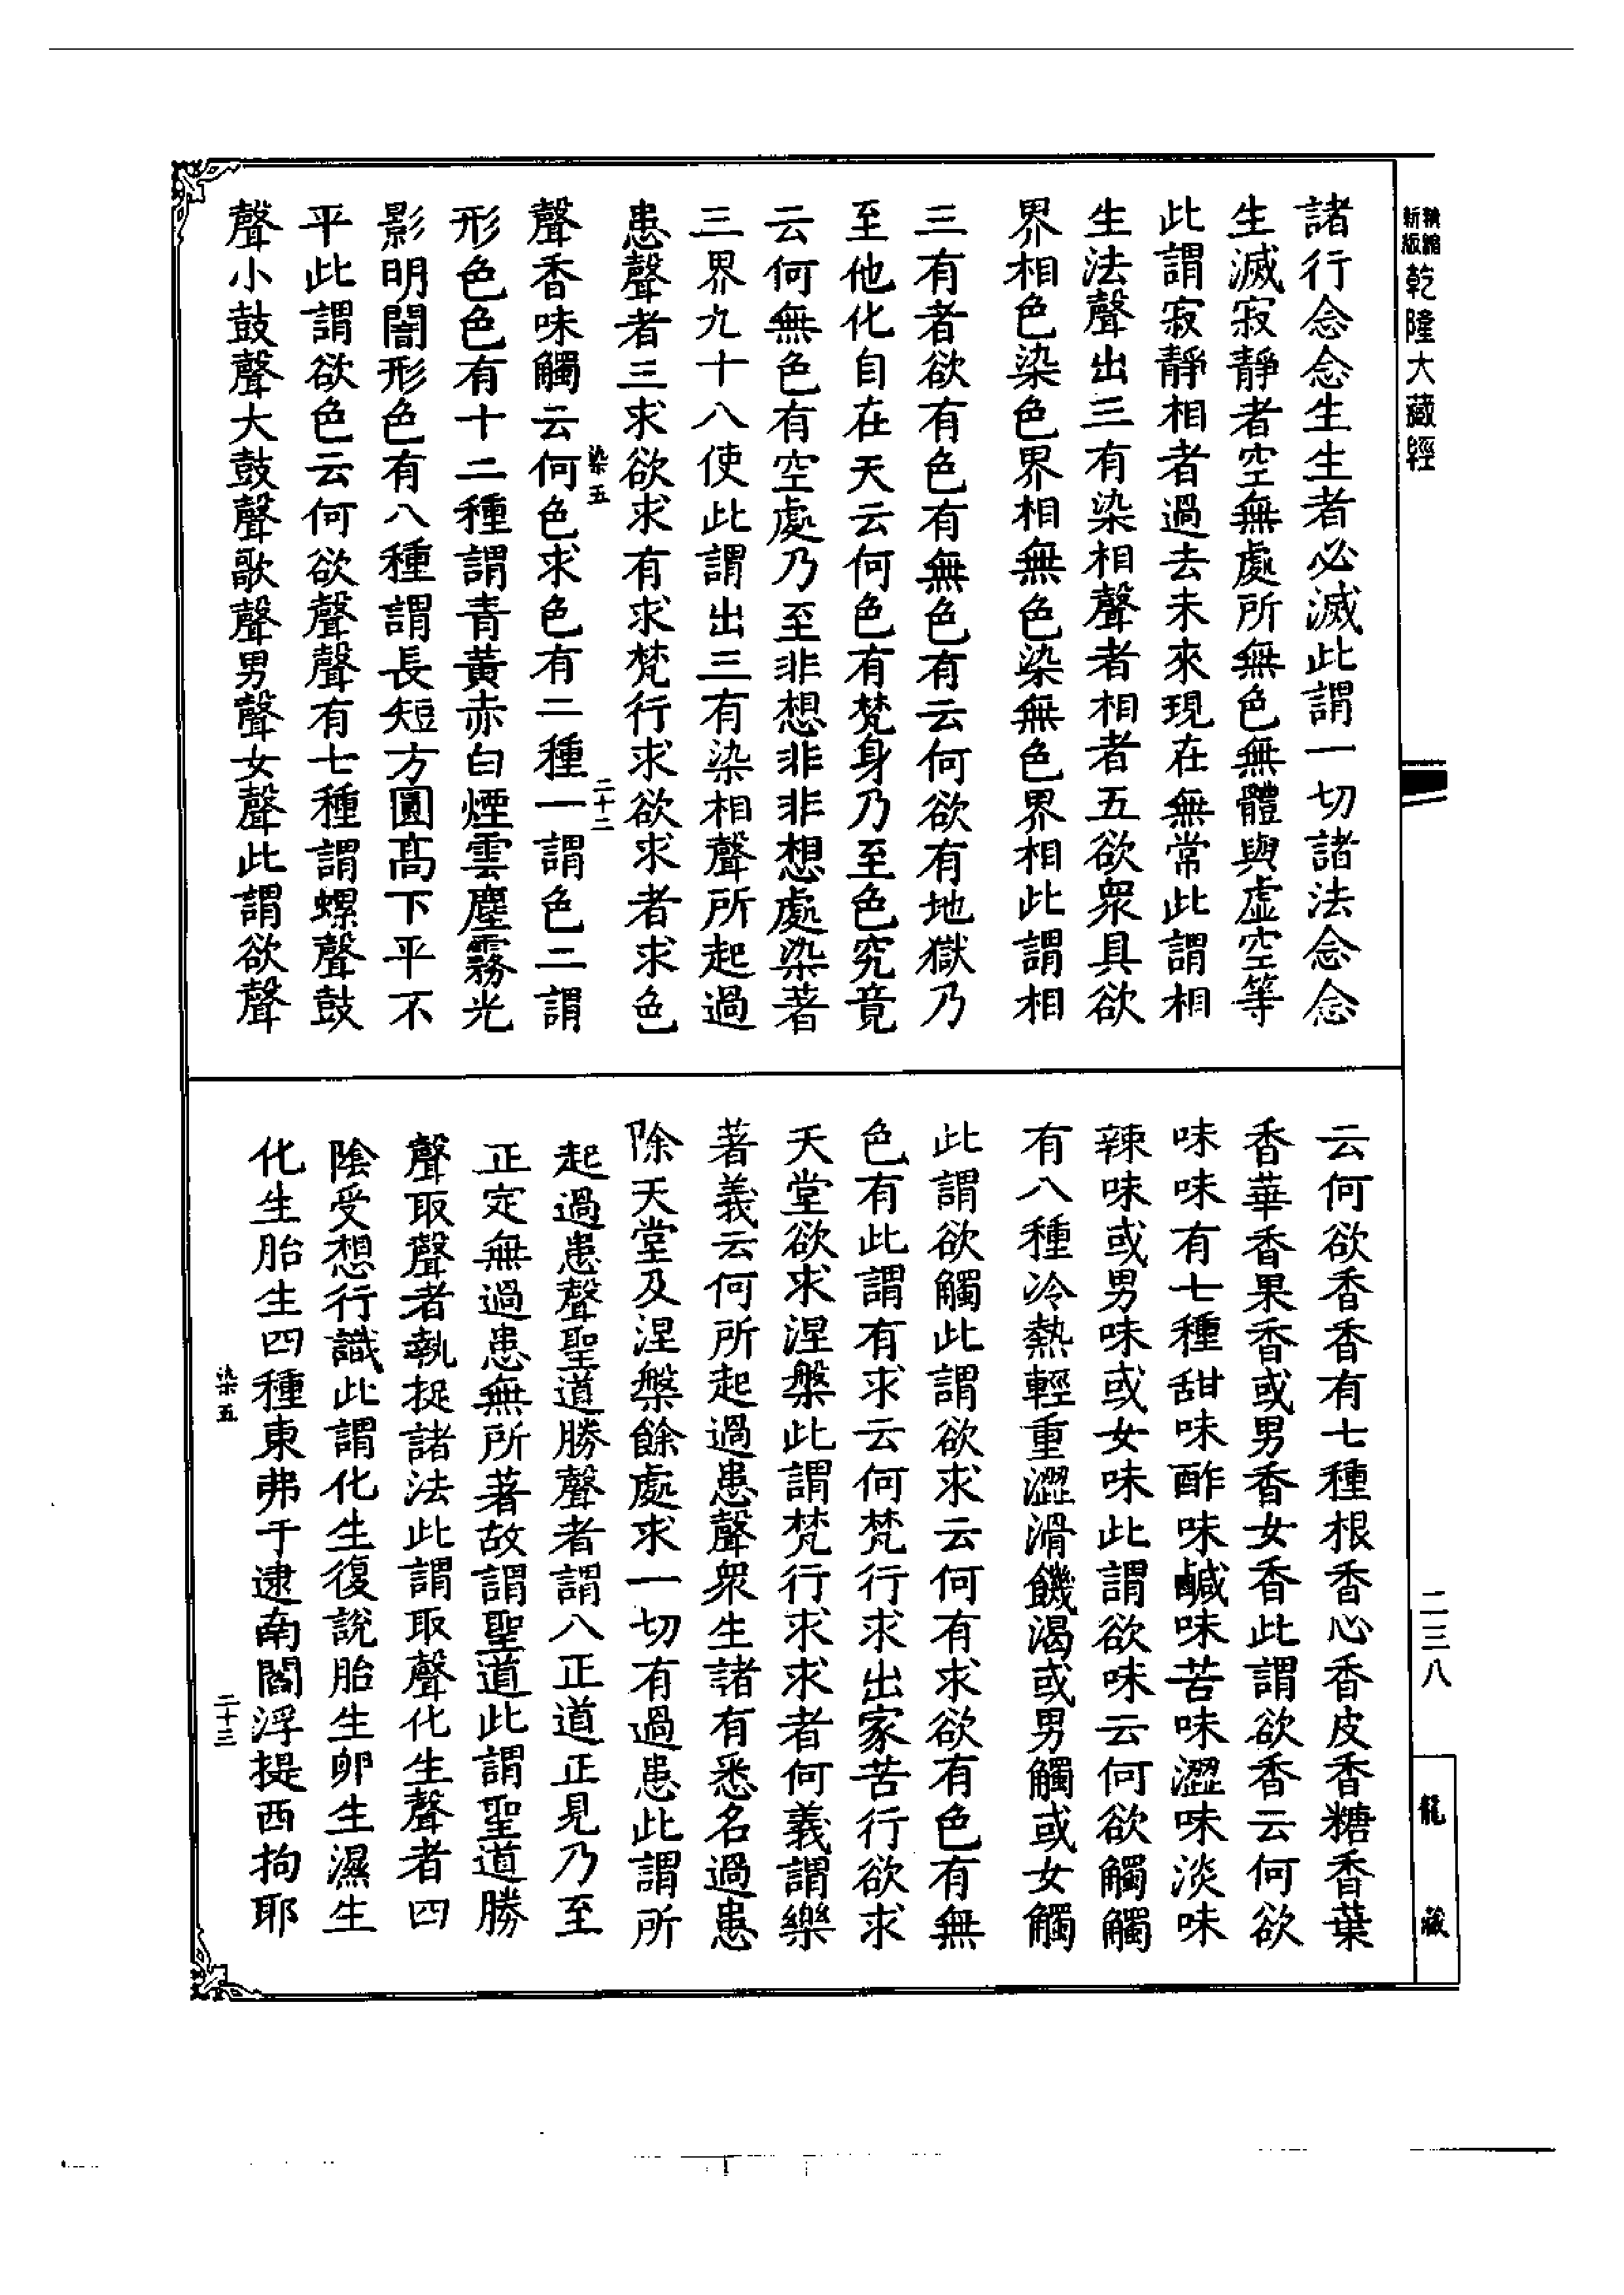 精縮
新版
乾隆大藏經
諸行念念生生者必滅此謂一切諸法念念
生滅寂靜者空無處所無色無體與虛空等
此謂寂靜相者過去未來現在無常此謂相
生法聲出三有染相聲者相者五欲眾具欲
界相色染色界相無色染無色界相此謂相
三有者欲有色有無色有云何欲有地獄乃
至他化自在天云何色有梵身乃至色究竟
云何無色有空處乃至非想非非想處染著
三界九十八使此謂出三有染相聲所起過
患聲者三求欲求有求梵行求欲求者求色
染五
二十二
聲香味觸云何色求色有二種一謂色二謂
形色色有十二種謂青黃赤白煙雲塵霧光
影明闇形色有八種謂長短方圓高下平不
平此謂欲色云何欲聲聲有七種謂螺聲鼓
聲小鼓聲大鼓聲歌聲男聲女聲此謂欲聲
云何欲香香有七種根香心香皮香糖香葉
香華香果香或男香女香此謂欲香云何欲
味味有七種甜味酢味鹹味苦味澀味淡味
辣味或男味或女味此謂欲味云何欲觸觸
有八種冷熱輕重澀滑饑渴或男觸或女觸
此謂欲觸此謂欲求云何有求欲有色有無
色有此謂有求云何梵行求出家苦行欲求
天堂欲求涅槃此謂梵行求求者何義謂樂
著義云何所起過患聲眾生諸有悉名過患
除天堂及涅槃餘處求一切有過患此謂所
起過患聲聖道勝聲者謂八正道正見乃至
正定無過患無所著故謂聖道此謂聖道勝
聲取聲者執捉諸法此謂取聲化生聲者四
陰受想行識此謂化生復說胎生卵生濕生
化生胎生四種東弗于逮南閻浮提西拘耶
染五
二十三
二三八
龍藏